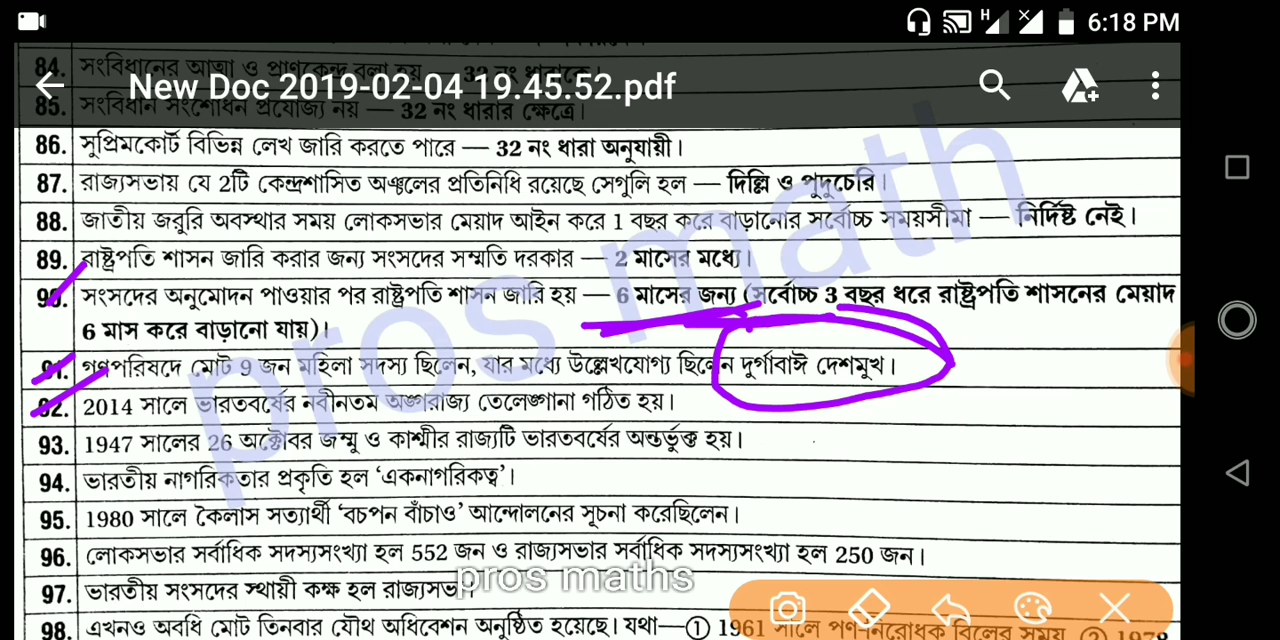 H 6:18 PM
84. সংবিধানের আত্মা ও প্রাণকেন্দ্র বলা হয় — 32 নং ধারাকে।
New Doc 2019-02-04 19.45.52.pdf
85. সংবিধান সংশোধন প্রযোজ্য নয় — 32 নং ধারার ক্ষেত্রে।
86. সুপ্রিমকোর্ট বিভিন্ন লেখ জারি করতে পারে — 32 নং ধারা অনুযায়ী।
87. রাজ্যসভায় যে 2টি কেন্দ্রশাসিত অঞ্চলের প্রতিনিধি রয়েছে সেগুলি হল — দিল্লি ও পুদুচেরি।
88. জাতীয় জরুরি অবস্থার সময় লোকসভার মেয়াদ আইন করে 1 বছর করে বাড়ানোর সর্বোচ্চ সময়সীমা — নির্দিষ্ট নেই।
89. রাষ্ট্রপতি শাসন জারি করার জন্য সংসদের সম্মতি দরকার — 2 মাসের মধ্যে।
90. সংসদের অনুমোদন পাওয়ার পর রাষ্ট্রপতি শাসন জারি হয় — 6 মাসের জন্য (সর্বোচ্চ 3 বছর ধরে রাষ্ট্রপতি শাসনের মেয়াদ
6 মাস করে বাড়ানো যায়)।
91. গণপরিষদে মোট 9 জন মহিলা সদস্য ছিলেন, যার মধ্যে উল্লেখযোগ্য ছিলেন দুর্গাবাঈ দেশমুখ।
92. 2014 সালে ভারতবর্ষের নবীনতম অঙ্গরাজ্য তেলেঙ্গানা গঠিত হয়।
93. 1947 সালের 26 অক্টোবর জম্মু ও কাশ্মীর রাজ্যটি ভারতবর্ষের অন্তর্ভুক্ত হয়।
94. ভারতীয় নাগরিকতার প্রকৃতি হল ‘একনাগরিকত্ব’।
95. 1980 সালে কৈলাস সত্যার্থী ‘বচপন বাঁচাও’ আন্দোলনের সূচনা করেছিলেন।
96. লোকসভার সর্বাধিক সদস্যসংখ্যা হল 552 জন ও রাজ্যসভার সর্বাধিক সদস্যসংখ্যা হল 250 জন।
pros maths
97. ভারতীয় সংসদের স্থায়ী কক্ষ হল রাজ্যসভা।
98. এখনও অবধি মোট তিনবার যৌথ অধিবেশন অনুষ্ঠিত হয়েছে। যথা—① 1961 সালে পণ-নিরোধক বিলের সময় ② 1978
pros math